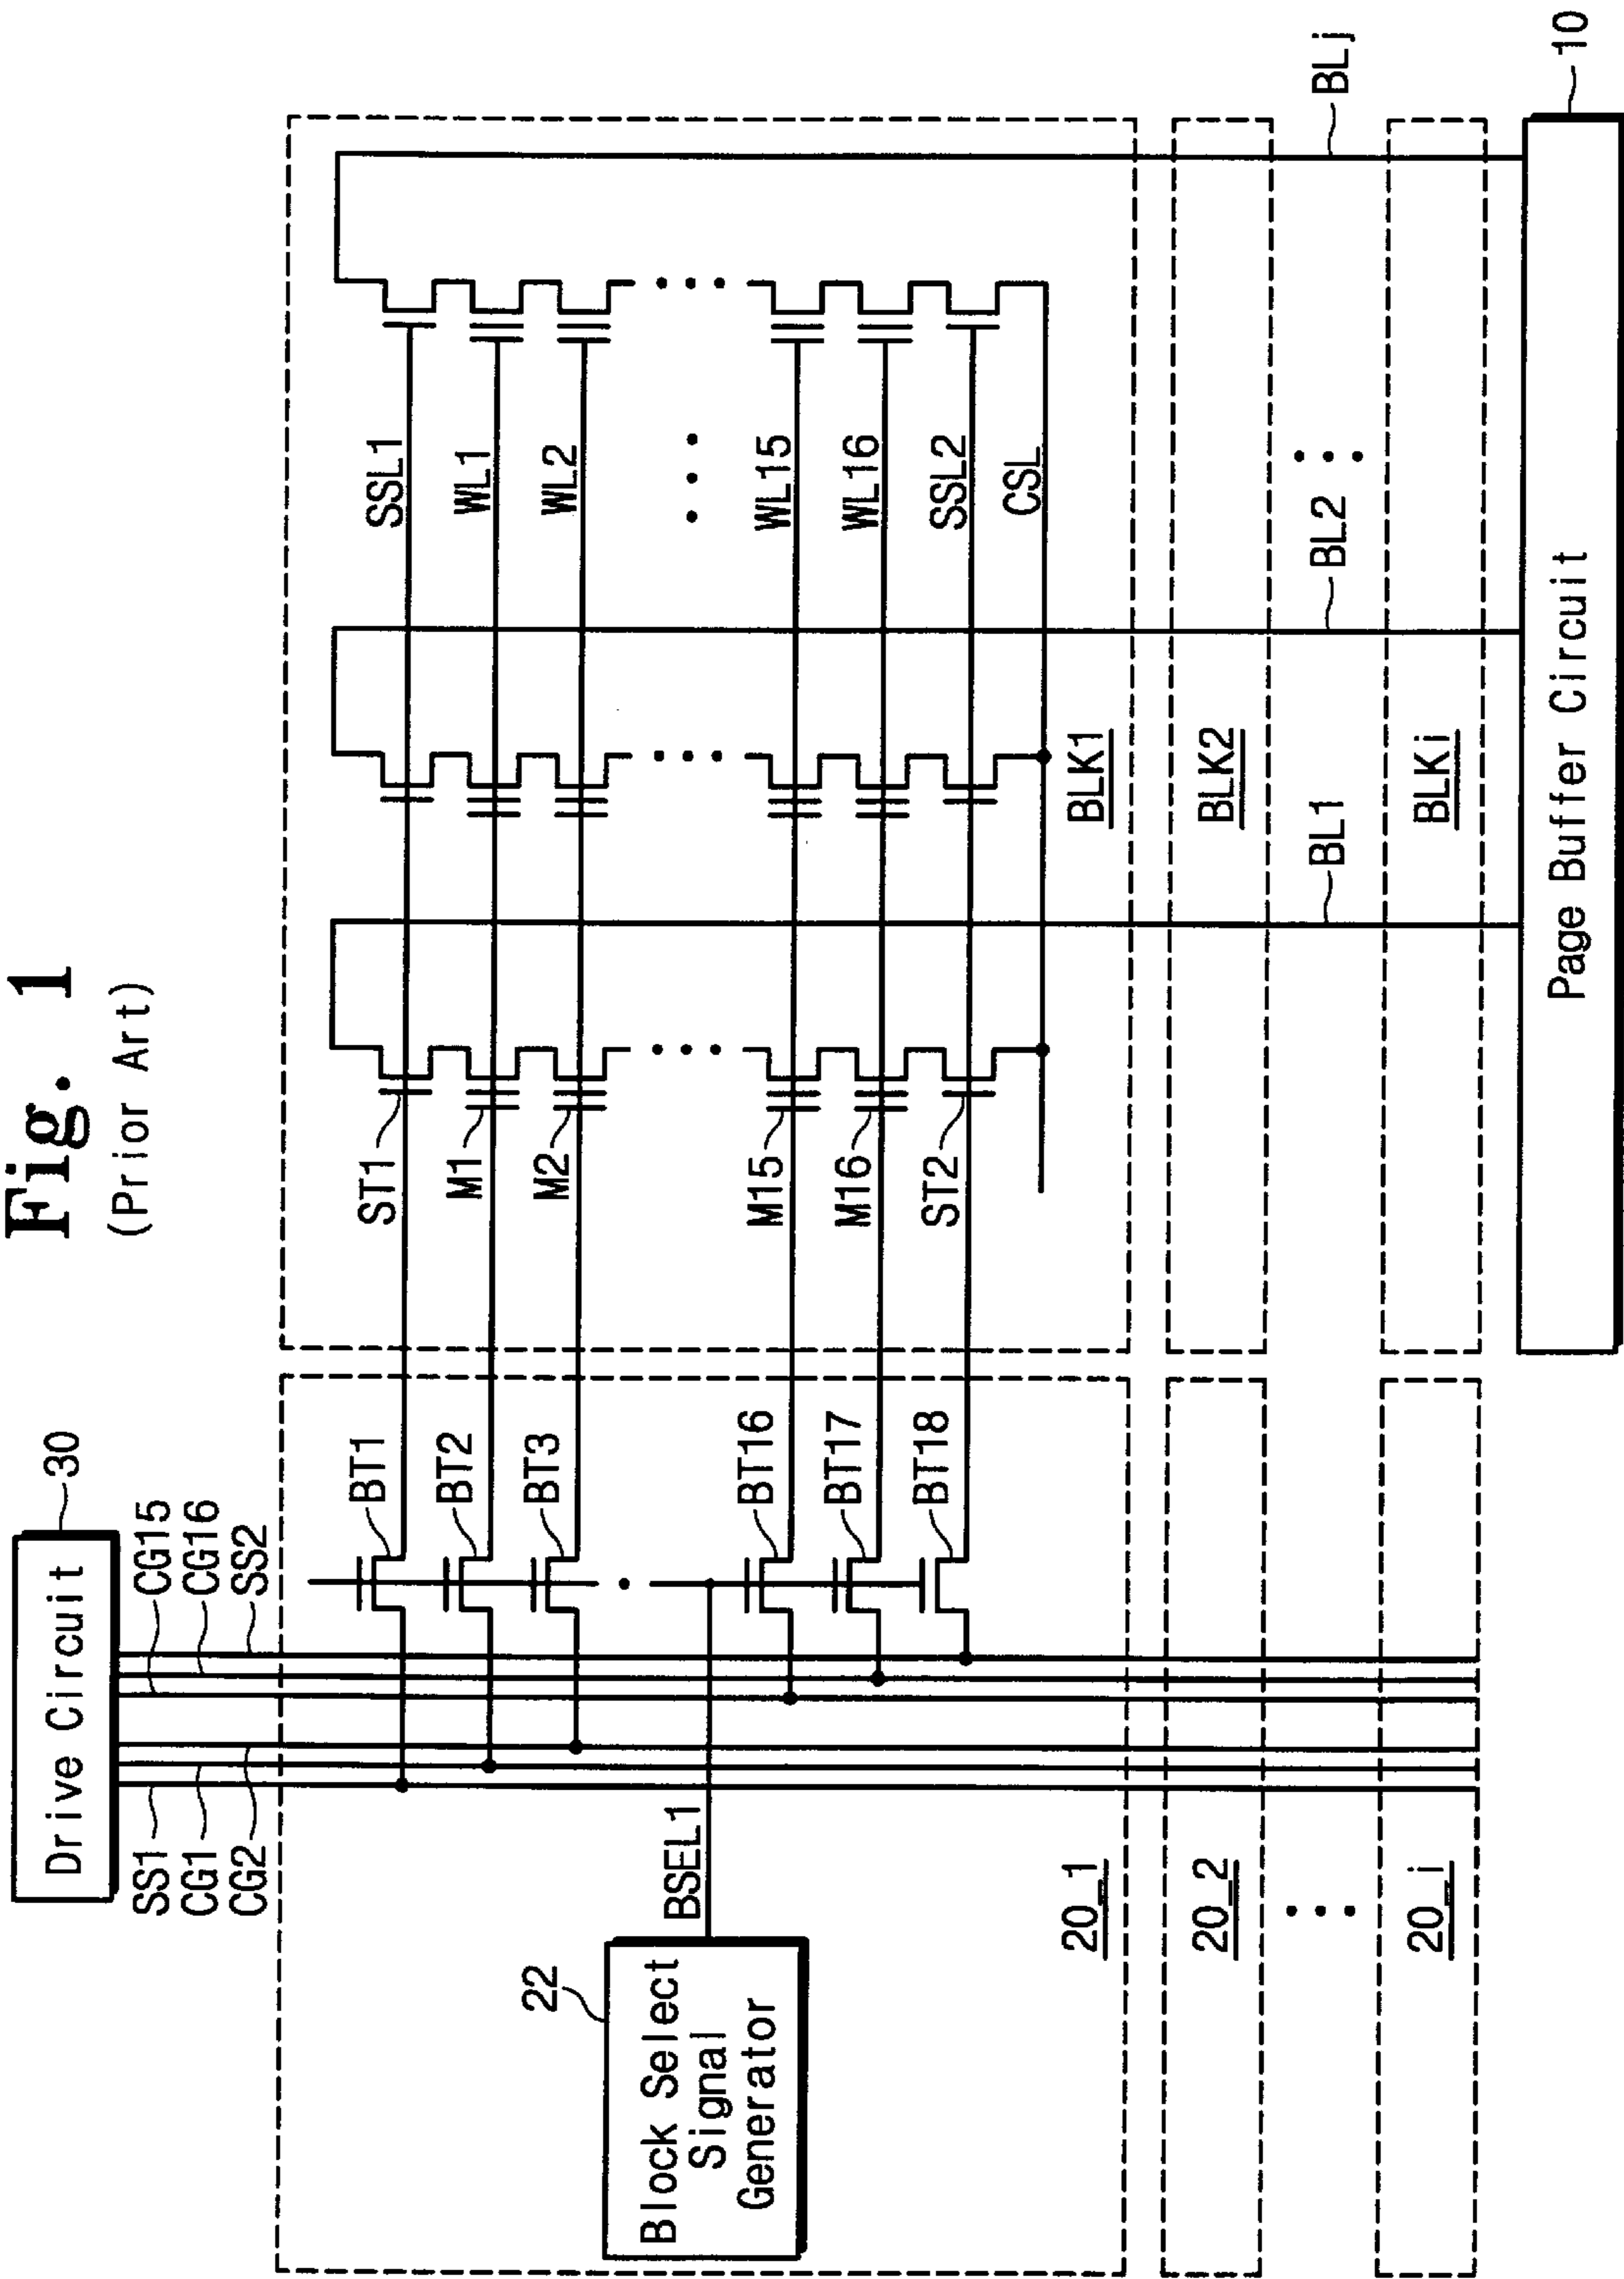 Fig. 1
(Prior Art)
Drive Circuit
30
SS1
CG1
CG2
CG15
CG16
SS2
BT1
BT2
BT3
BT16
BT17
BT18
22
Block Select
Signal
Generator
BSEL1
20_1
20_2
20_i
ST1
M1
M2
M15
M16
ST2
SSL1
WL1
WL2
WL15
WL16
SSL2
CSL
BLK1
BLK2
BLKi
BL1
BL2
BLj
Page Buffer Circuit
10